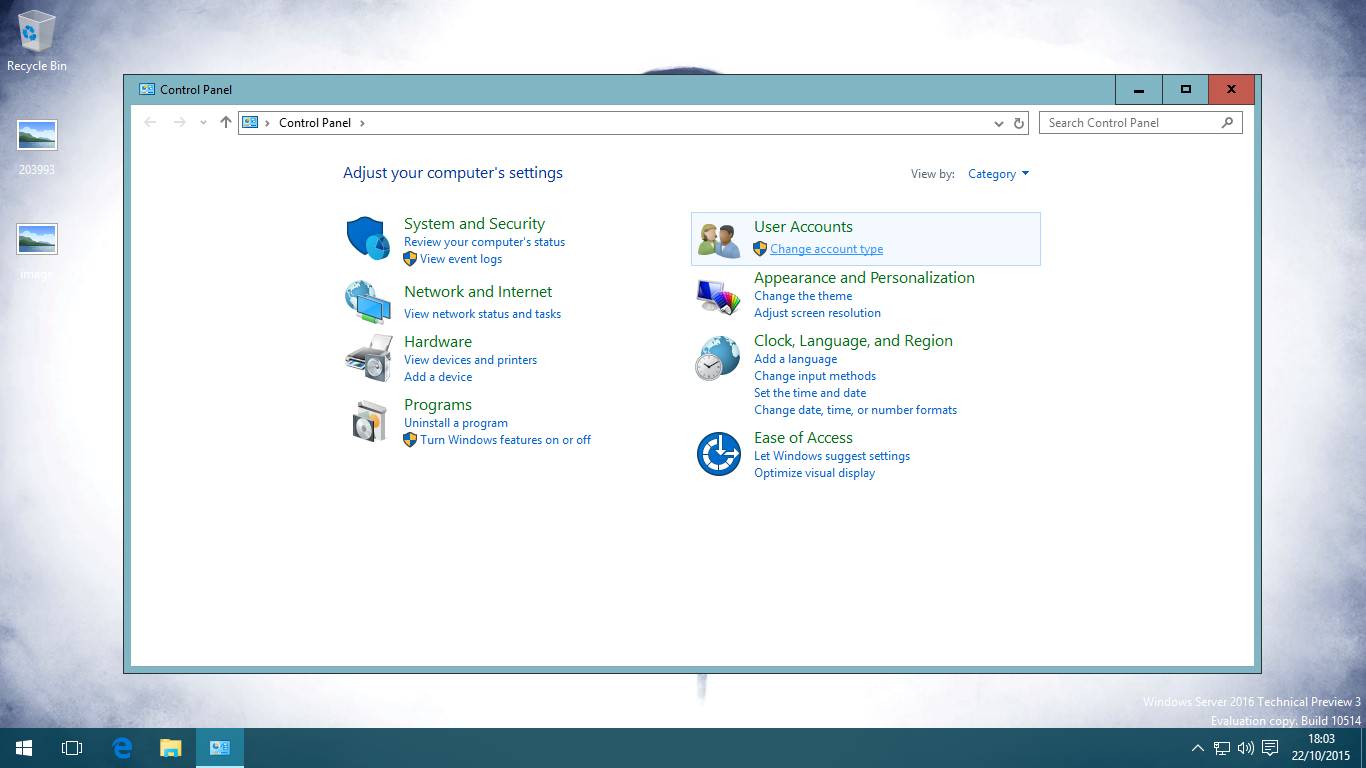 Recycle Bin
203993
image
Control Panel
Control Panel
Search Control Panel
Adjust your computer's settings
View by: Category
System and Security
Review your computer's status
View event logs
Network and Internet
View network status and tasks
Hardware
View devices and printers
Add a device
Programs
Uninstall a program
Turn Windows features on or off
User Accounts
Change account type
Appearance and Personalization
Change the theme
Adjust screen resolution
Clock, Language, and Region
Add a language
Change input methods
Set the time and date
Change date, time, or number formats
Ease of Access
Let Windows suggest settings
Optimize visual display
Windows Server 2016 Technical Preview 3
Evaluation copy. Build 10514
18:03
22/10/2015